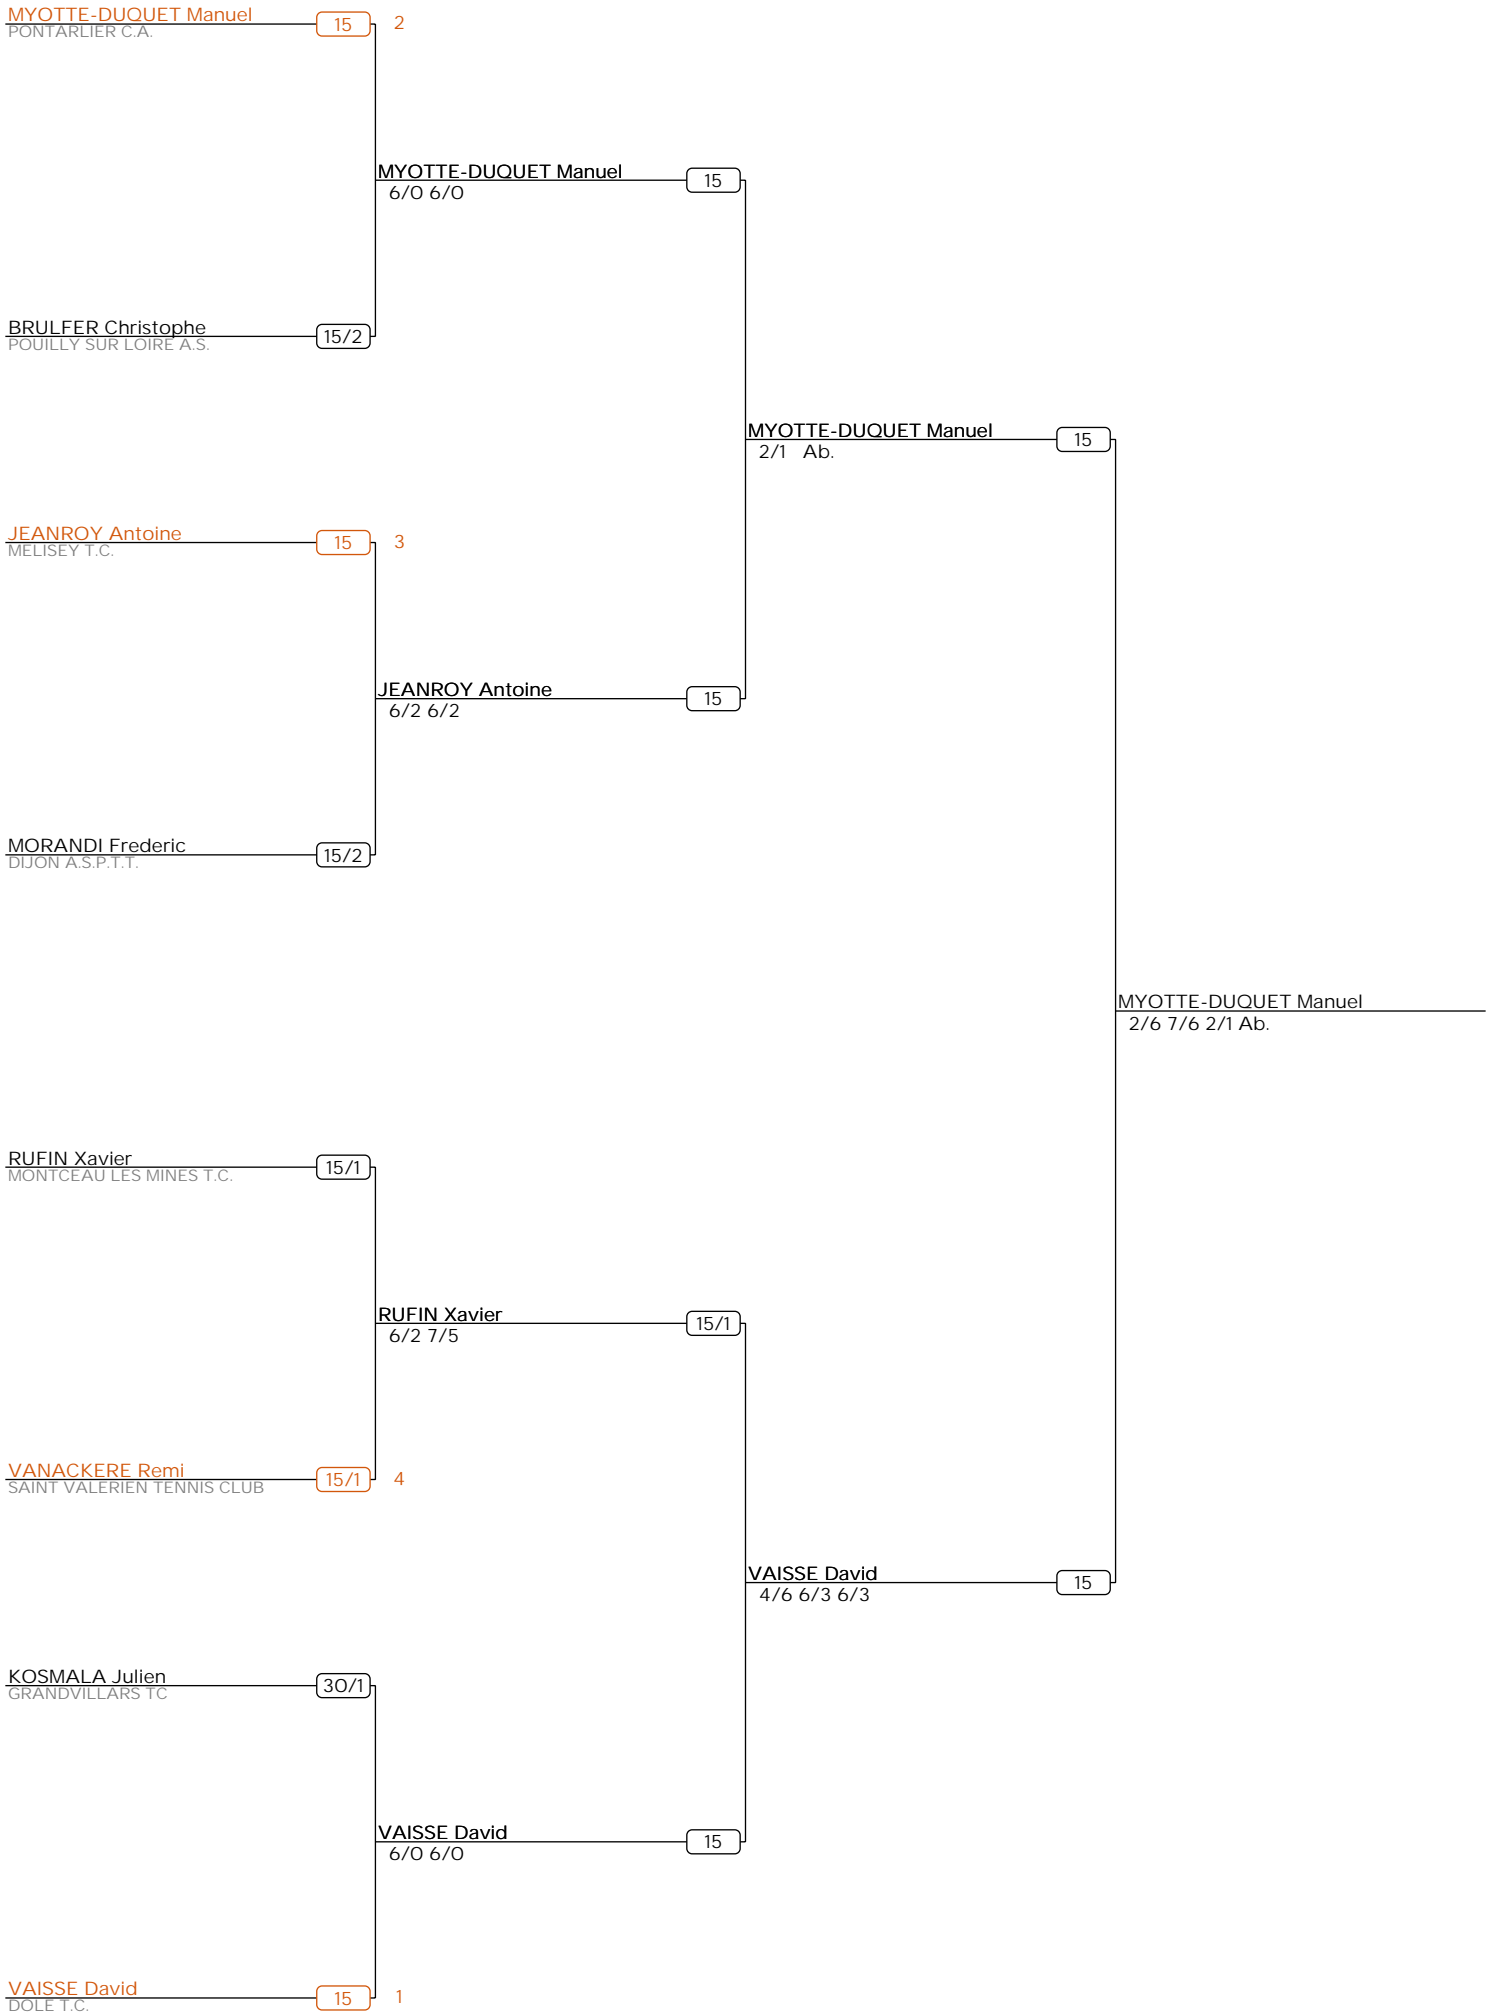 MYOTTE-DUQUET Manuel
PONTARLIER C.A.
15
2
MYOTTE-DUQUET Manuel
6/0 6/0
15
BRULFER Christophe
POUILLY SUR LOIRE A.S.
15/2
MYOTTE-DUQUET Manuel
2/1 Ab.
15
JEANROY Antoine
MELISEY T.C.
15
3
JEANROY Antoine
6/2 6/2
15
MORANDI Frederic
DIJON A.S.P.T.T.
15/2
MYOTTE-DUQUET Manuel
2/6 7/6 2/1 Ab.
RUFIN Xavier
MONTCEAU LES MINES T.C.
15/1
RUFIN Xavier
6/2 7/5
15/1
VANACKERE Remi
SAINT VALERIEN TENNIS CLUB
15/1
4
VAISSE David
4/6 6/3 6/3
15
KOSMALA Julien
GRANDVILLARS TC
30/1
VAISSE David
6/0 6/0
15
VAISSE David
DOLE T.C.
15
1